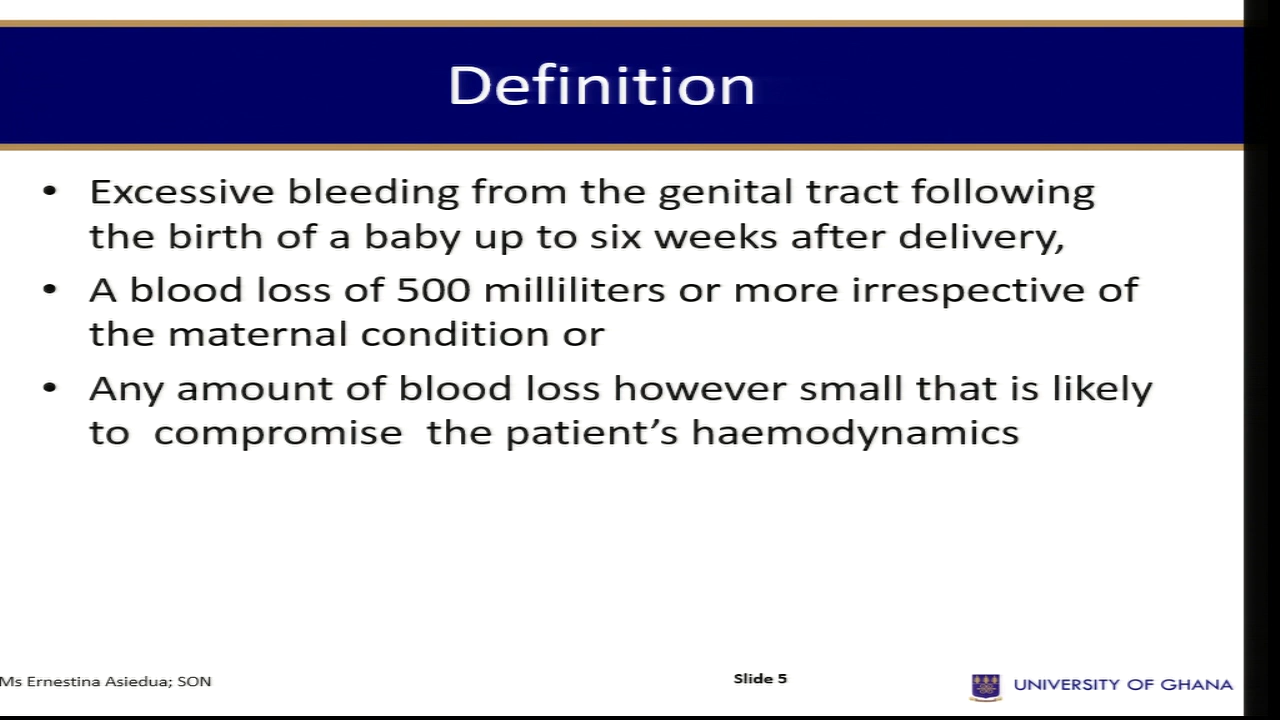 Definition
• Excessive bleeding from the genital tract following
the birth of a baby up to six weeks after delivery,
• A blood loss of 500 milliliters or more irrespective of
the maternal condition or
• Any amount of blood loss however small that is likely
to compromise the patient's haemodynamics
Ms Ernestina Asiedua; SON
Slide 5
UNIVERSITY OF GHANA